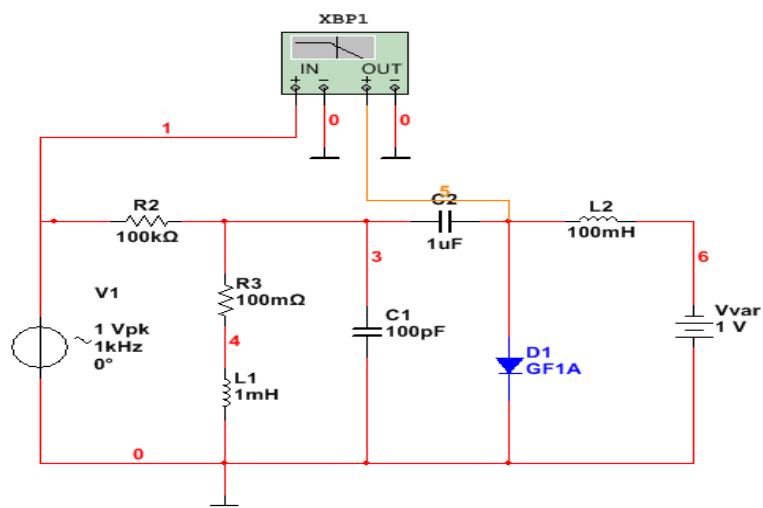 XBP1
IN OUT
+ − + −
0 0
1
5
R2
100kΩ
C2
1uF
L2
100mH
3
6
V1
1 Vpk
~ 1kHz
0°
R3
100mΩ
4
L1
1mH
C1
100pF
D1
GF1A
Vvar
1 V
0